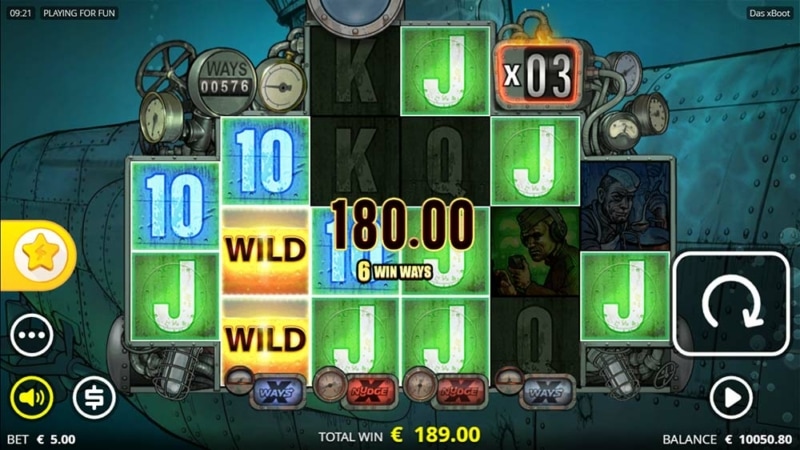 09:21 PLAYING FOR FUN
Das xBoot
WAYS
00576
K
J
x03
10
K
Q
J
10
WILD
10
180.00
6 WIN WAYS
J
WILD
J
J
Q
J
X WAYS
X NUDGE
X NUDGE
X WAYS
BET € 5.00
TOTAL WIN € 189.00
BALANCE € 10050.80